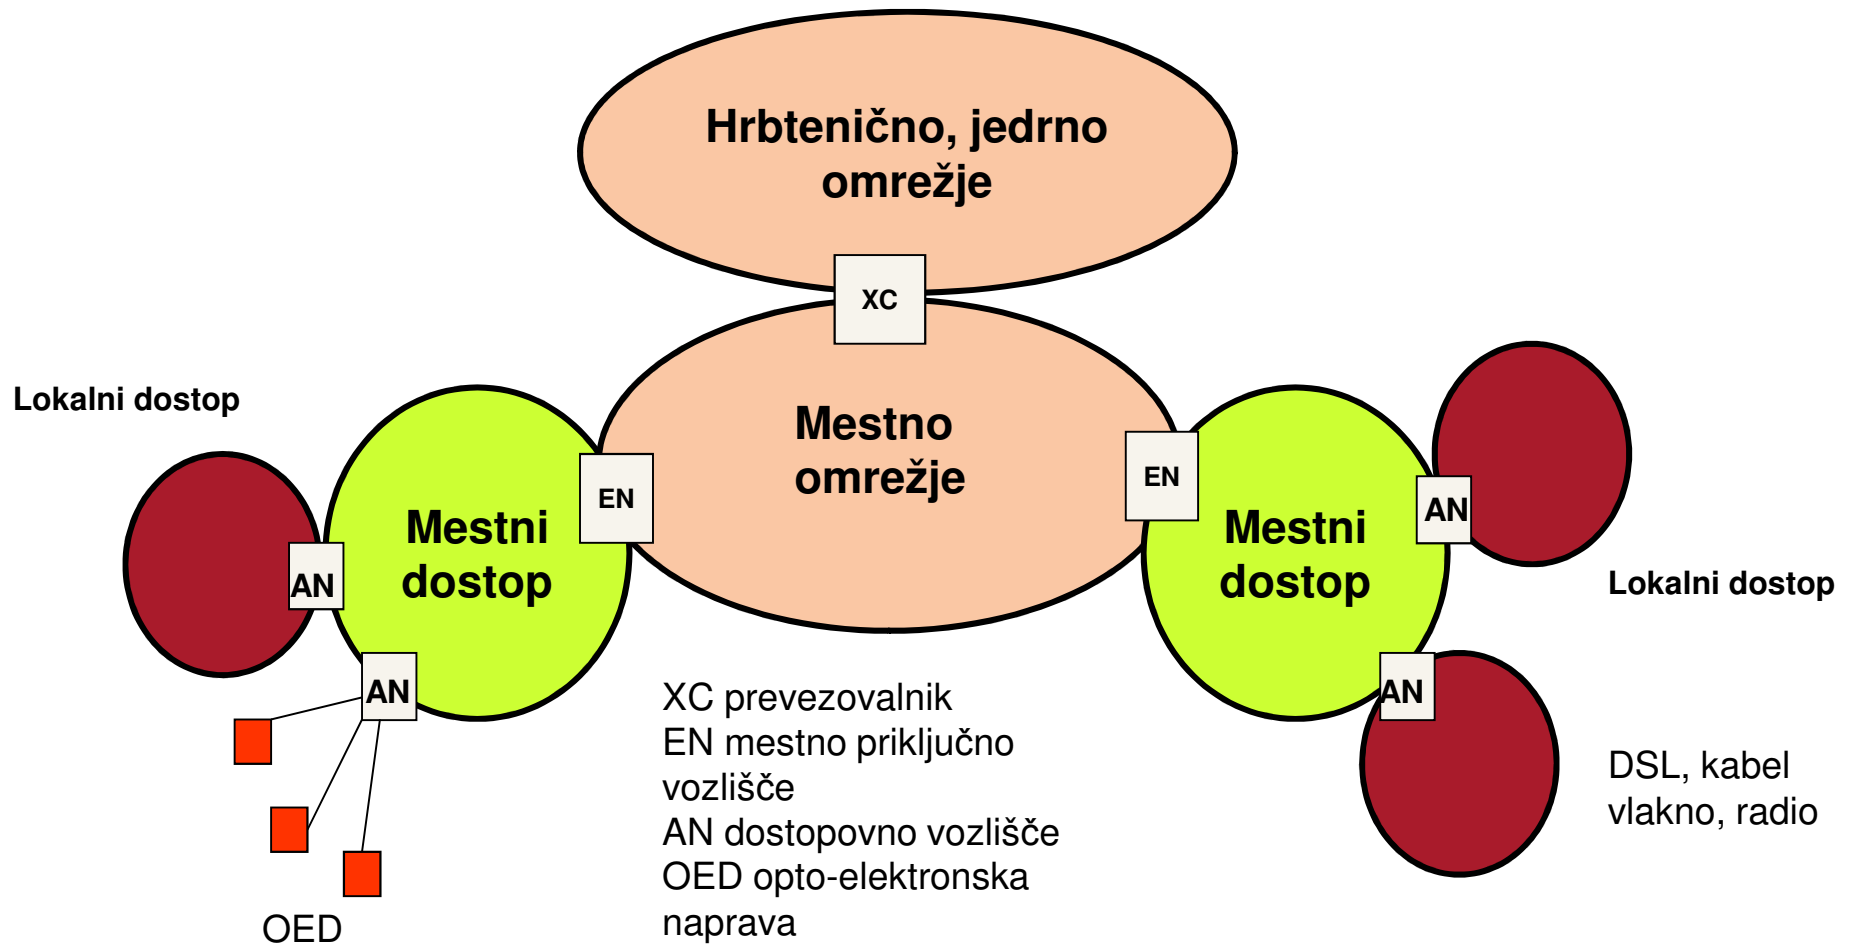 Hrbtenično, jedrno
omrežje
XC
Lokalni dostop
Mestno
omrežje
EN
EN
Mestni
dostop
Mestni
dostop
AN
AN
Lokalni dostop
AN
AN
XC prevezovalnik
EN mestno priključno
vozlišče
AN dostopovno vozlišče
OED opto-elektronska
naprava
DSL, kabel
vlakno, radio
OED